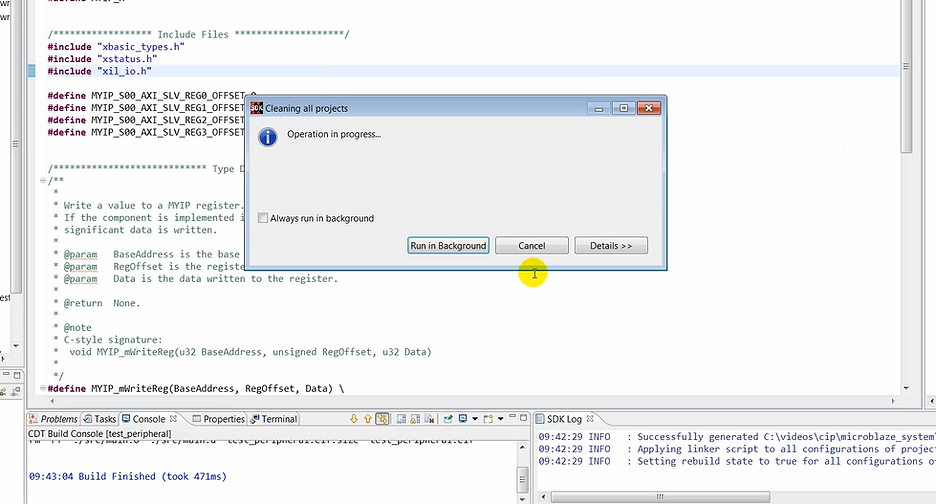 /****************** Include Files ********************/
#include "xbasic_types.h"
#include "xstatus.h"
#include "xil_io.h"
#define MYIP_S00_AXI_SLV_REG0_OFFSET
#define MYIP_S00_AXI_SLV_REG1_OFFSET
#define MYIP_S00_AXI_SLV_REG2_OFFSET
#define MYIP_S00_AXI_SLV_REG3_OFFSET
SDK Cleaning all projects
Operation in progress...
Always run in background
Run in Background
Cancel
Details >>
/**************************** Type D
/**
*
* Write a value to a MYIP register.
* If the component is implemented i
* significant data is written.
*
* @param BaseAddress is the base
* @param RegOffset is the registe
* @param Data is the data written to the register.
*
* @return None.
*
* @note
* C-style signature:
* void MYIP_mWriteReg(u32 BaseAddress, unsigned RegOffset, u32 Data)
*
*/
#define MYIP_mWriteReg(BaseAddress, RegOffset, Data) \
Problems Tasks Console Properties Terminal
CDT Build Console [test_peripheral]
09:43:04 Build Finished (took 471ms)
SDK Log
09:42:29 INFO : Successfully generated C:\videos\cip\microblaze_system
09:42:29 INFO : Applying linker script to all configurations of projec
09:42:29 INFO : Setting rebuild state to true for all configurations o